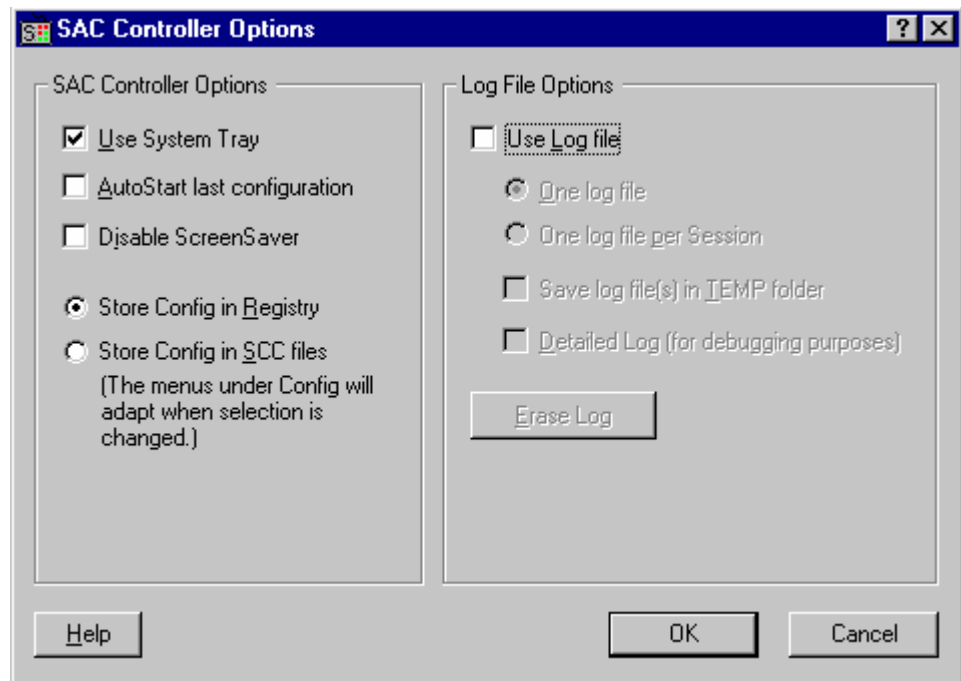 SAC Controller Options
SAC Controller Options
Use System Tray
AutoStart last configuration
Disable ScreenSaver
Store Config in Registry
Store Config in SCC files
(The menus under Config will
adapt when selection is
changed.)
Log File Options
Use Log file
One log file
One log file per Session
Save log file(s) in TEMP folder
Detailed Log (for debugging purposes)
Erase Log
Help
OK
Cancel